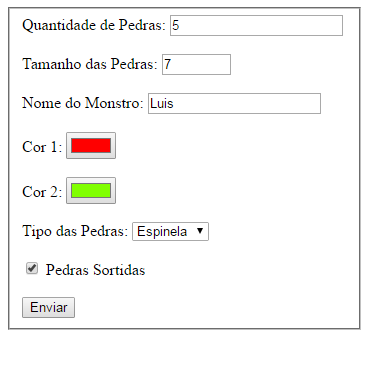 Quantidade de Pedras: 5
Tamanho das Pedras: 7
Nome do Monstro: Luis
Cor 1:
Cor 2:
Tipo das Pedras: Espinela
Pedras Sortidas
Enviar